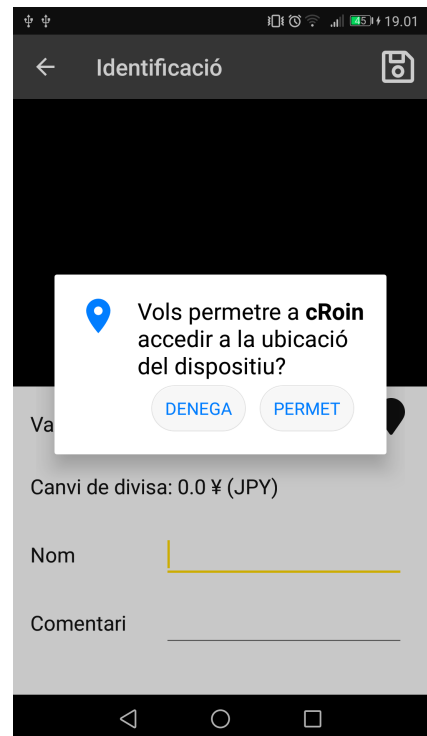 45 19.01
Identificació
Vols permetre a cRoin
accedir a la ubicació
del dispositiu?
DENEGA PERMET
Va
Canvi de divisa: 0.0 ¥ (JPY)
Nom
Comentari